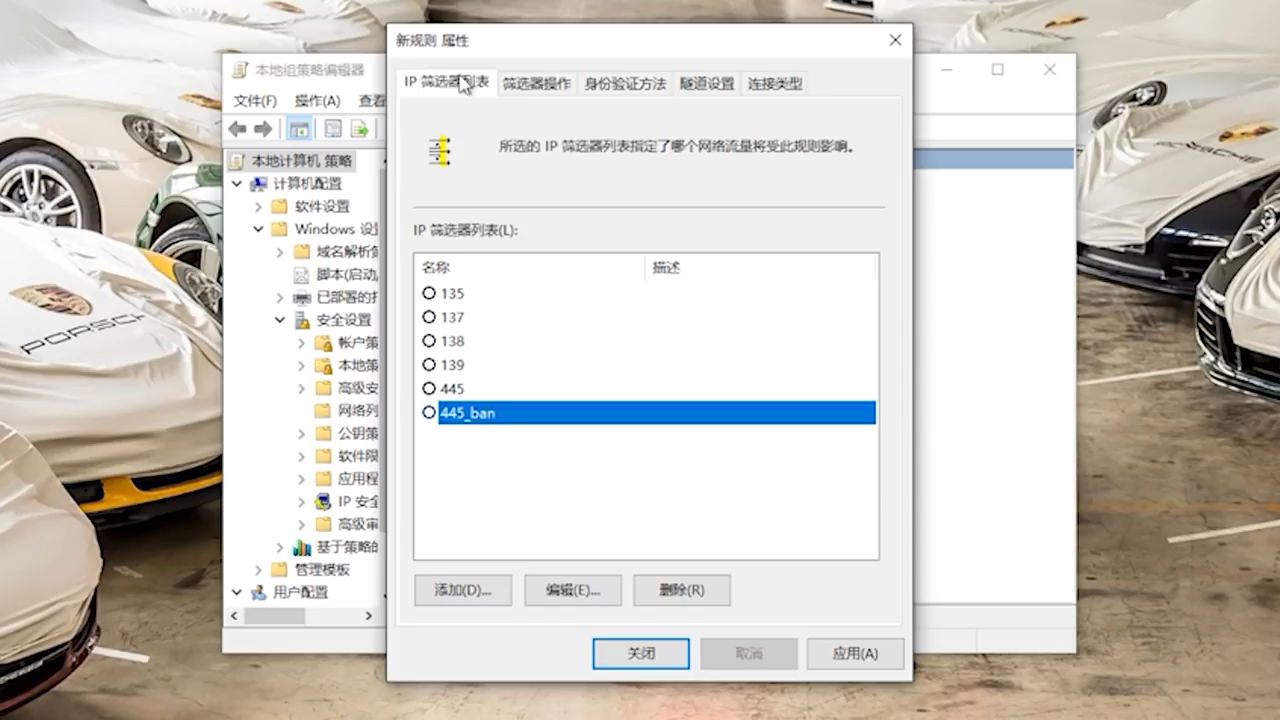 新规则 属性
IP 筛选器列表
筛选器操作
身份验证方法
隧道设置
连接类型
所选的 IP 筛选器列表指定了哪个网络流量将受此规则影响。
IP 筛选器列表(L):
名称
描述
135
137
138
139
445
445_ban
添加(D)...
编辑(E)...
删除(R)
关闭
取消
应用(A)
本地组策略编辑器
文件(F)
操作(A)
查看
本地计算机 策略
计算机配置
软件设置
Windows 设
域名解析
脚本(启动
已部署的
安全设置
帐户策
本地策
高级安
网络列
公钥策
软件限
应用程
IP 安全
高级审
基于策略的
管理模板
用户配置
PORSCHE
PORSCHE